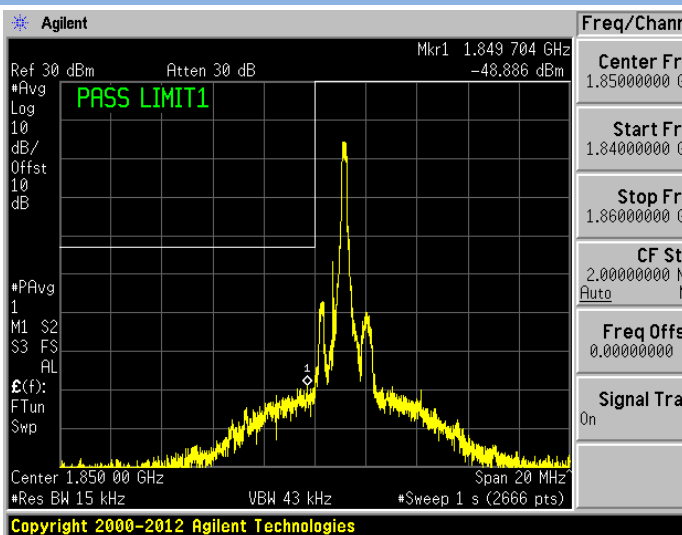 Agilent
Freq/Chann
Mkr1 1.849 704 GHz
Ref 30 dBm Atten 30 dB -48.886 dBm
#Avg
Log
10
dB/
Offst
10
dB
PASS LIMIT1
#PAvg
1
M1 S2
S3 FS
AL
£(f):
FTun
Swp
1
Center 1.850 00 GHz Span 20 MHz^
#Res BW 15 kHz VBW 43 kHz #Sweep 1 s (2666 pts)
Center Fr
1.85000000 G
Start Fr
1.84000000 G
Stop Fr
1.86000000 G
CF St
2.00000000 M
Auto M
Freq Offs
0.00000000
Signal Tra
On
Copyright 2000-2012 Agilent Technologies